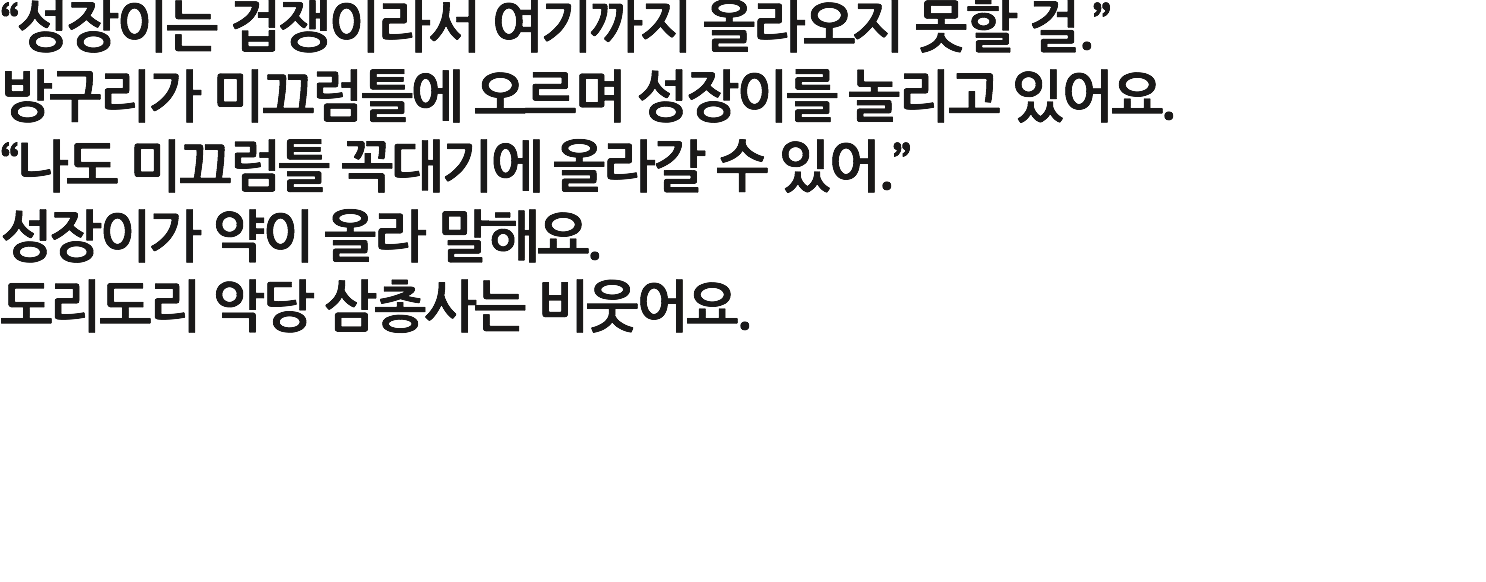 “성장이는 겁쟁이라서 여기까지 올라오지 못할 걸.”
방구리가 미끄럼틀에 오르며 성장이를 놀리고 있어요.
“나도 미끄럼틀 꼭대기에 올라갈 수 있어.”
성장이가 약이 올라 말해요.
도리도리 악당 삼총사는 비웃어요.